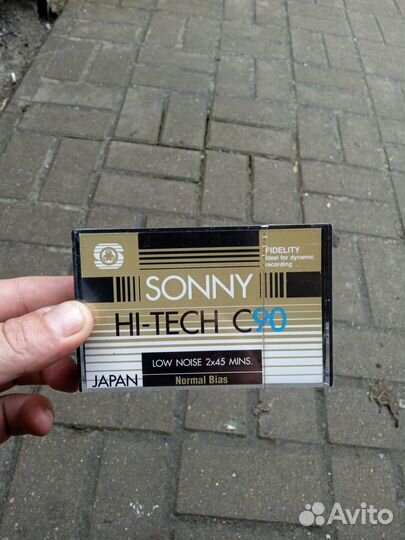 FIDELITY
Ideal for dynamic
recording
SONNY
HI-TECH C90
LOW NOISE 2x45 MINS.
JAPAN
Normal Bias
Avito